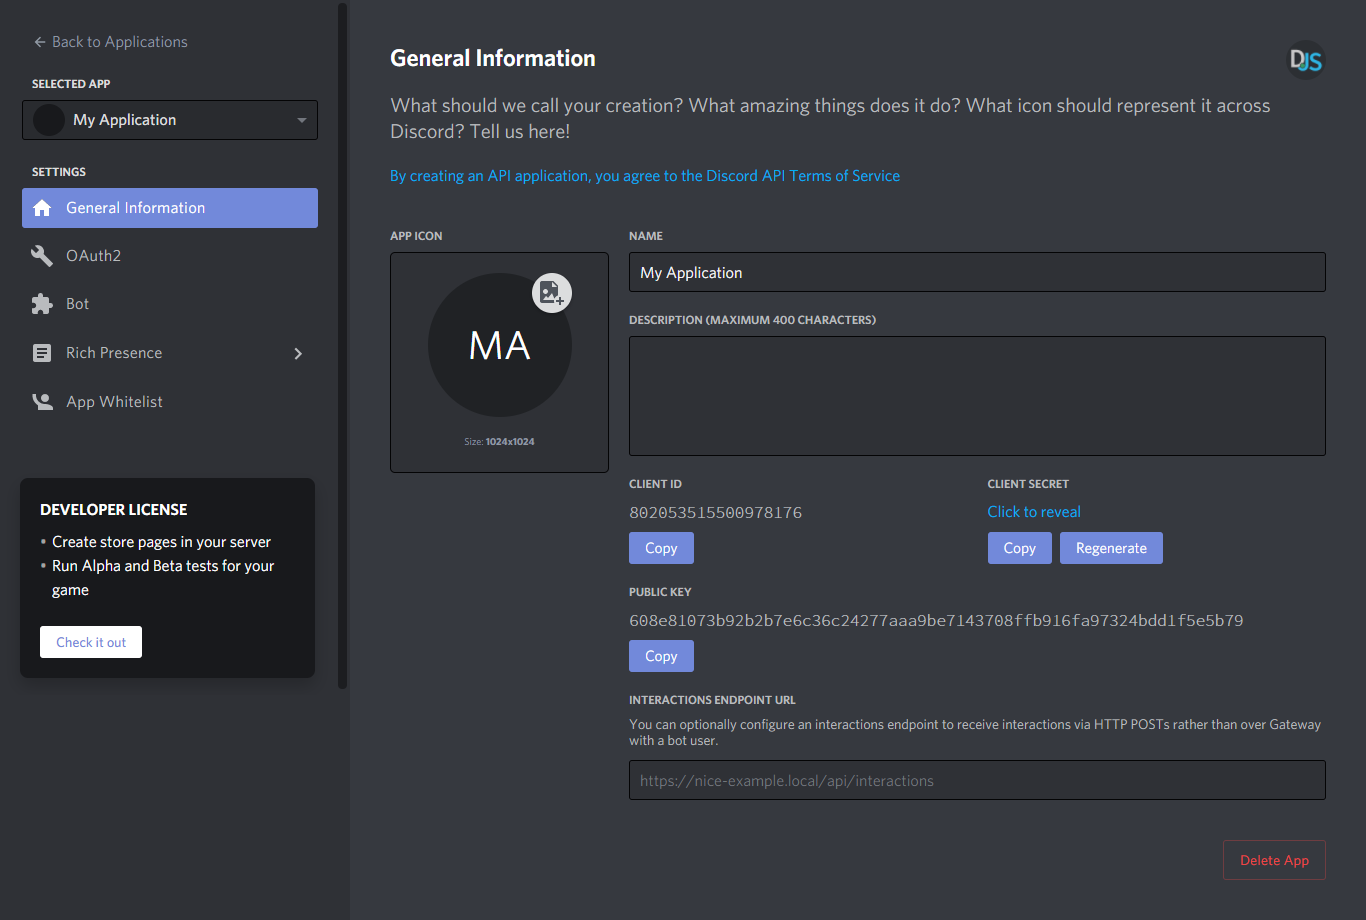 Back to Applications
SELECTED APP
My Application
SETTINGS
General Information
OAuth2
Bot
Rich Presence
App Whitelist
DEVELOPER LICENSE
• Create store pages in your server
• Run Alpha and Beta tests for your
game
Check it out
General Information
DJS
What should we call your creation? What amazing things does it do? What icon should represent it across
Discord? Tell us here!
By creating an API application, you agree to the Discord API Terms of Service
APP ICON
MA
Size: 1024x1024
NAME
My Application
DESCRIPTION (MAXIMUM 400 CHARACTERS)
CLIENT ID
802053515500978176
Copy
CLIENT SECRET
Click to reveal
Copy Regenerate
PUBLIC KEY
608e81073b92b2b7e6c36c24277aaa9be7143708ffb916fa97324bdd1f5e5b79
Copy
INTERACTIONS ENDPOINT URL
You can optionally configure an interactions endpoint to receive interactions via HTTP POSTs rather than over Gateway
with a bot user.
https://nice-example.local/api/interactions
Delete App